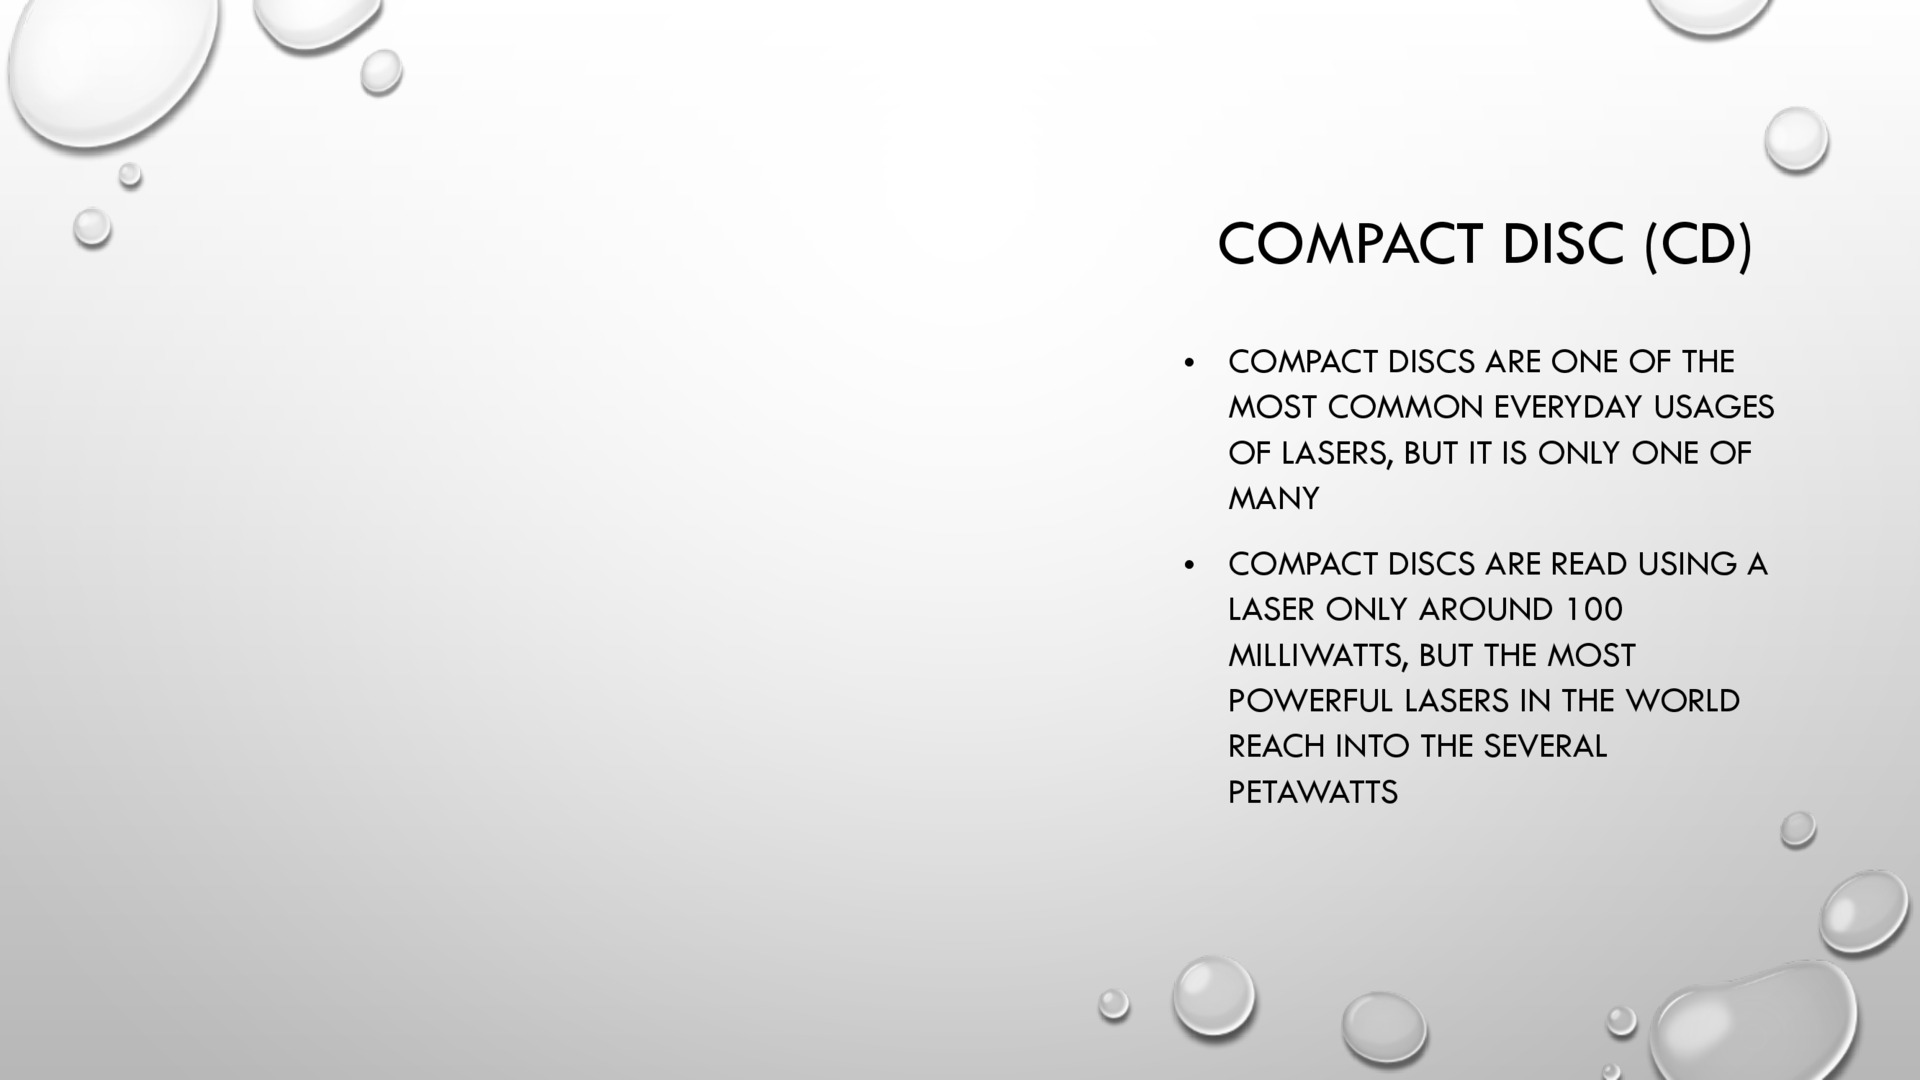 COMPACT DISC (CD)
• COMPACT DISCS ARE ONE OF THE
MOST COMMON EVERYDAY USAGES
OF LASERS, BUT IT IS ONLY ONE OF
MANY
• COMPACT DISCS ARE READ USING A
LASER ONLY AROUND 100
MILLIWATTS, BUT THE MOST
POWERFUL LASERS IN THE WORLD
REACH INTO THE SEVERAL
PETAWATTS